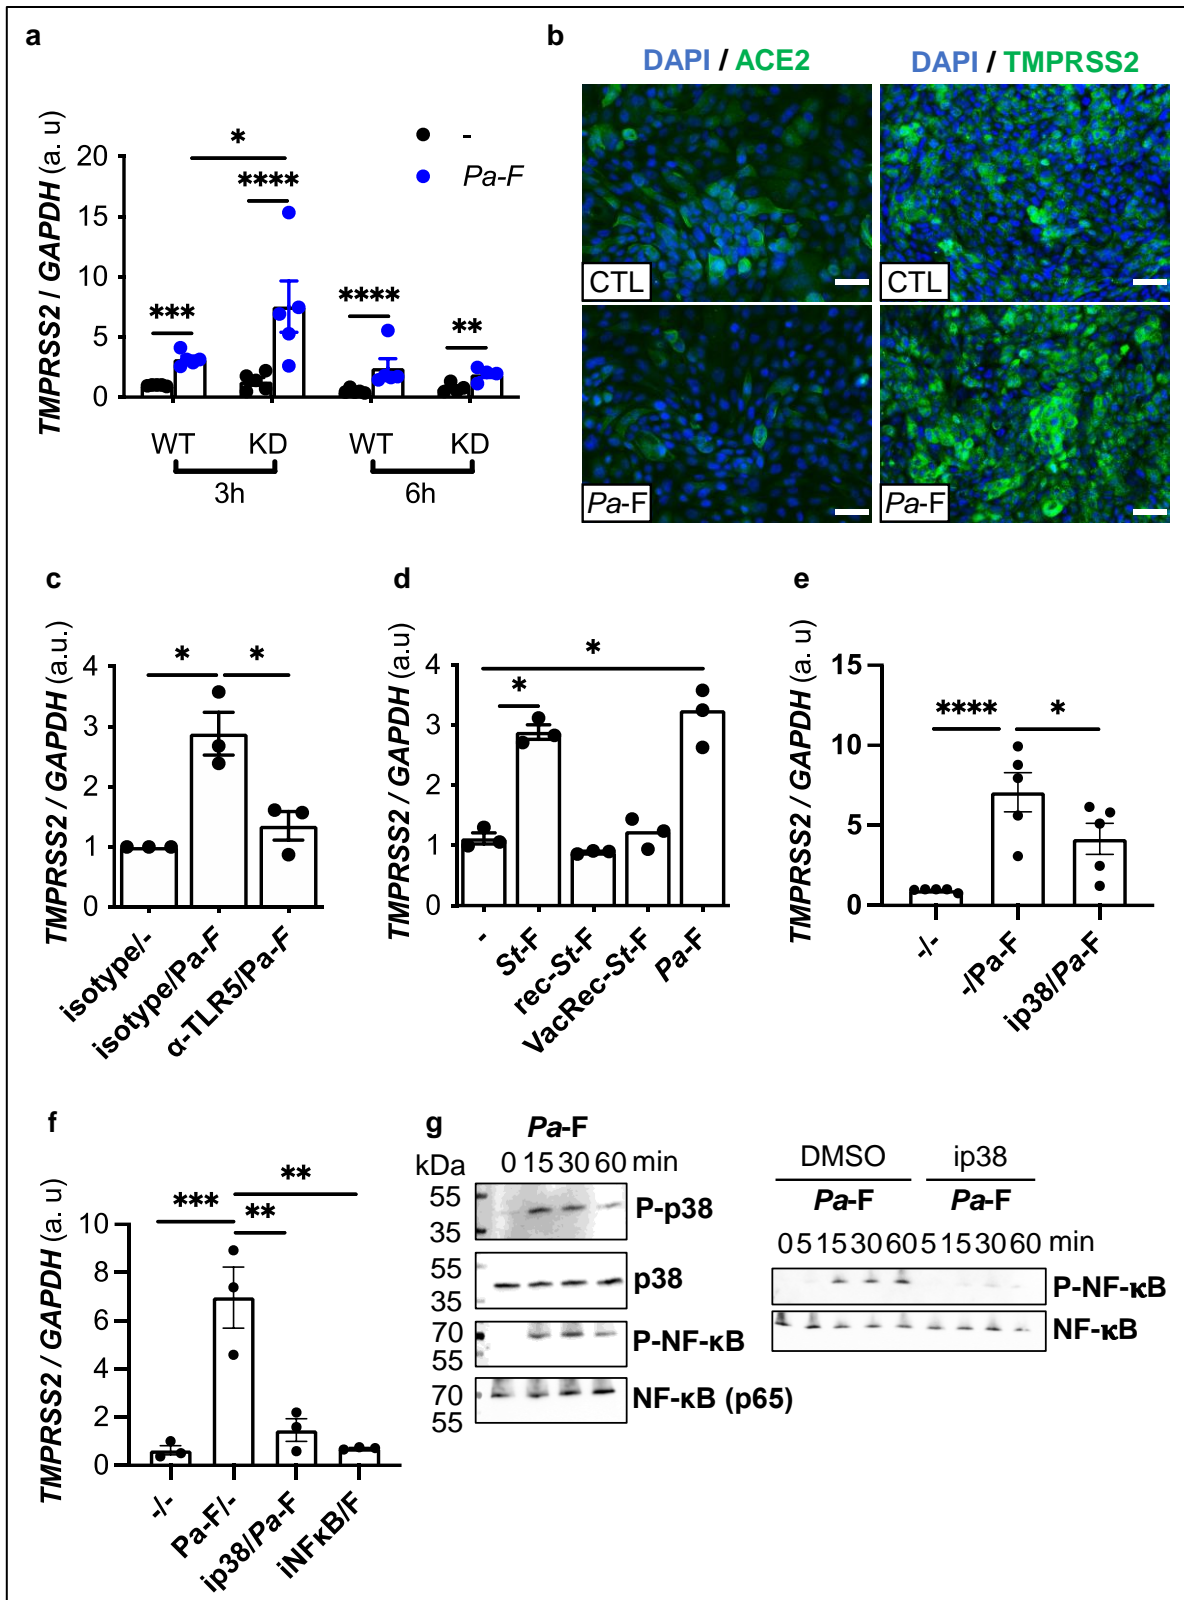 a
TMPRSS2 / GAPDH (a. u)
20
15
10
5
0
*
****
***
****
**
-
Pa-F
WT
KD
WT
KD
3h
6h
b
DAPI / ACE2
DAPI / TMPRSS2
CTL
CTL
Pa-F
Pa-F
c
TMPRSS2 / GAPDH (a.u.)
4
3
2
1
0
*
*
isotype/-
isotype/Pa-F
α-TLR5/Pa-F
d
TMPRSS2 / GAPDH (a.u)
4
3
2
1
0
*
*
-
St-F
rec-St-F
VacRec-St-F
Pa-F
e
TMPRSS2 / GAPDH (a. u)
15
10
5
0
****
*
-/-
-/Pa-F
ip38/Pa-F
f
TMPRSS2 / GAPDH (a. u)
10
8
6
4
2
0
***
**
**
-/-
Pa-F/-
ip38/Pa-F
iNFκB/F
g
Pa-F
kDa 0 15 30 60 min
55
35
P-p38
55
35
p38
70
55
P-NF-κB
70
55
NF-κB (p65)
DMSO ip38
Pa-F Pa-F
0 5 15 30 60 5 15 30 60 min
P-NF-κB
NF-κB